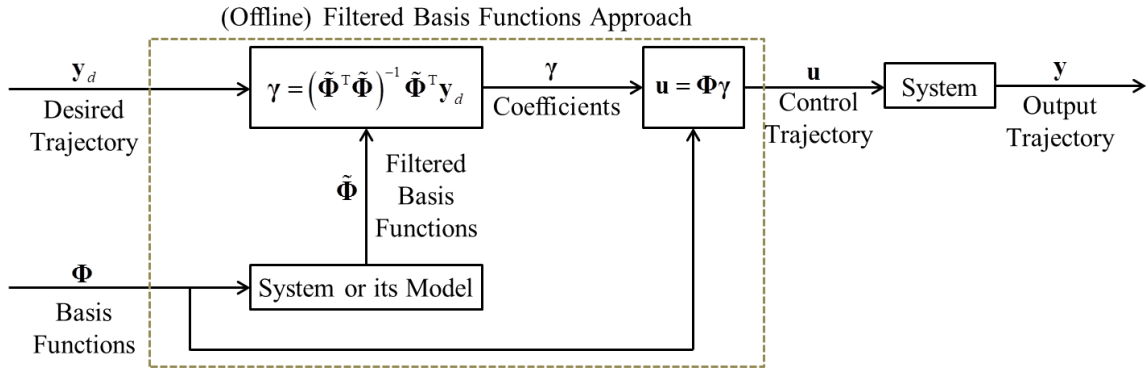 (Offline) Filtered Basis Functions Approach
y_d
Desired
Trajectory
γ = (Φ̃ᵀΦ̃)⁻¹ Φ̃ᵀy_d
γ
Coefficients
u = Φγ
u
Control
Trajectory
System
y
Output
Trajectory
Φ̃
Filtered
Basis
Functions
Φ
Basis
Functions
System or its Model